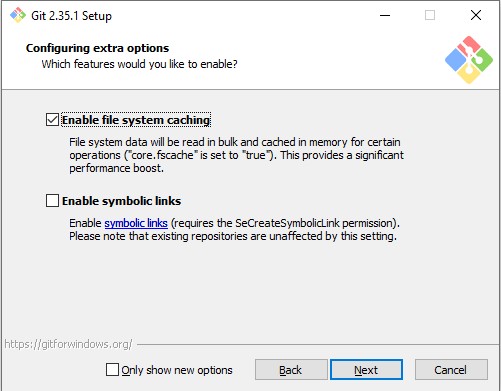 Git 2.35.1 Setup
Configuring extra options
Which features would you like to enable?
Enable file system caching
File system data will be read in bulk and cached in memory for certain
operations ("core.fscache" is set to "true"). This provides a significant
performance boost.
Enable symbolic links
Enable symbolic links (requires the SeCreateSymbolicLink permission).
Please note that existing repositories are unaffected by this setting.
https://gitforwindows.org/
Only show new options
Back
Next
Cancel